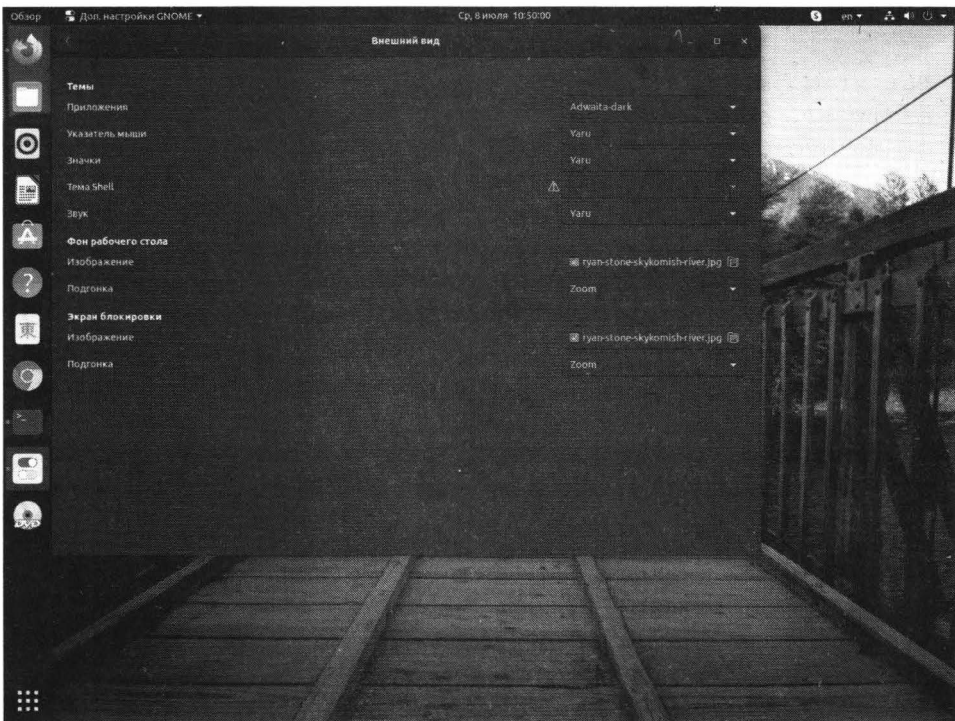 Обзор
Доп. настройки GNOME
Ср, 8 июля 10:50:00
en
Внешний вид
Темы
Приложения Adwaita-dark
Указатель мыши Yaru
Значки Yaru
Тема Shell
Звук Yaru
Фон рабочего стола
Изображение ryan-stone-skykomish-river.jpg
Подгонка Zoom
Экран блокировки
Изображение ryan-stone-skykomish-river.jpg
Подгонка Zoom
DVD